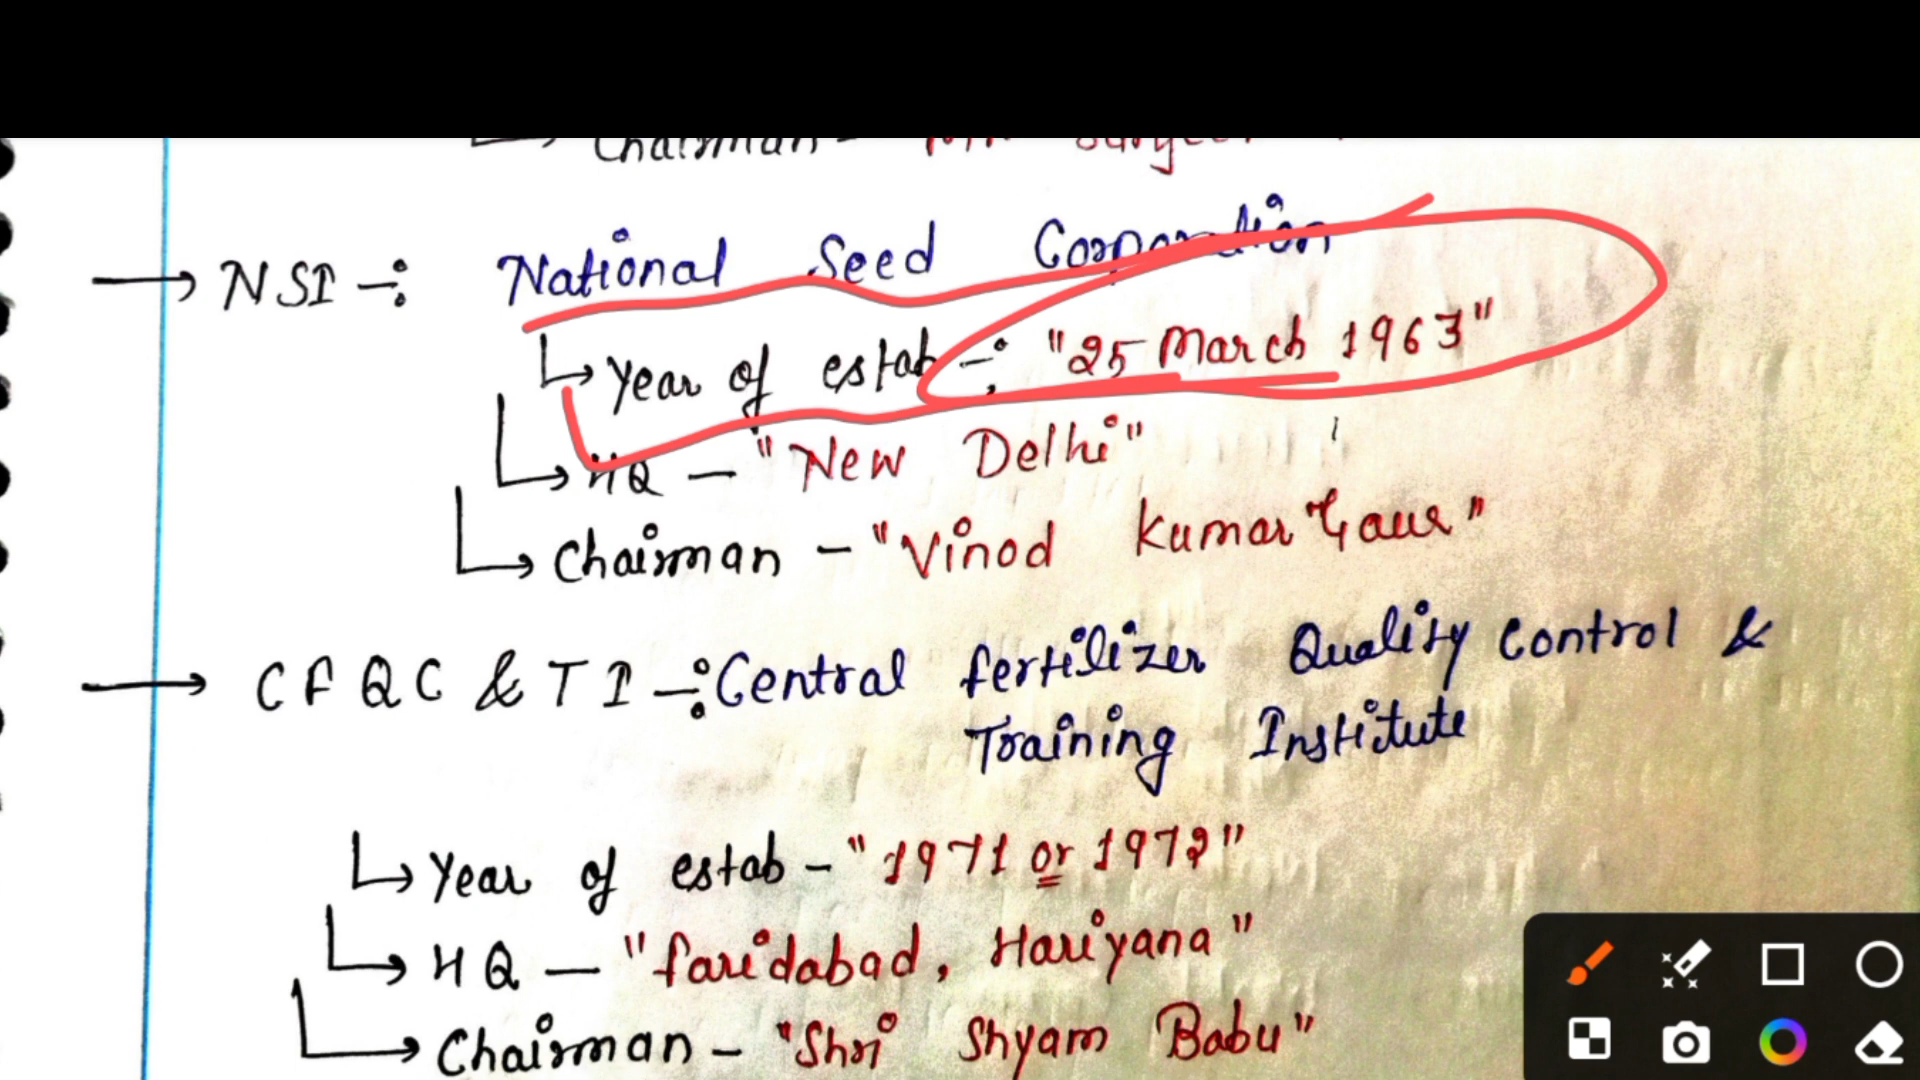 Chairman -
→ NSI -: National Seed Corporation
↳ Year of estab -: "25 March 1963"
↳ HQ - "New Delhi"
↳ Chairman - "Vinod Kumar Gaur"
→ CFQC & TI -: Central fertilizer Quality Control &
Training Institute
↳ Year of estab - "1971 or 1972"
↳ HQ - "faridabad, Hariyana"
↳ Chairman - "Shri Shyam Babu"